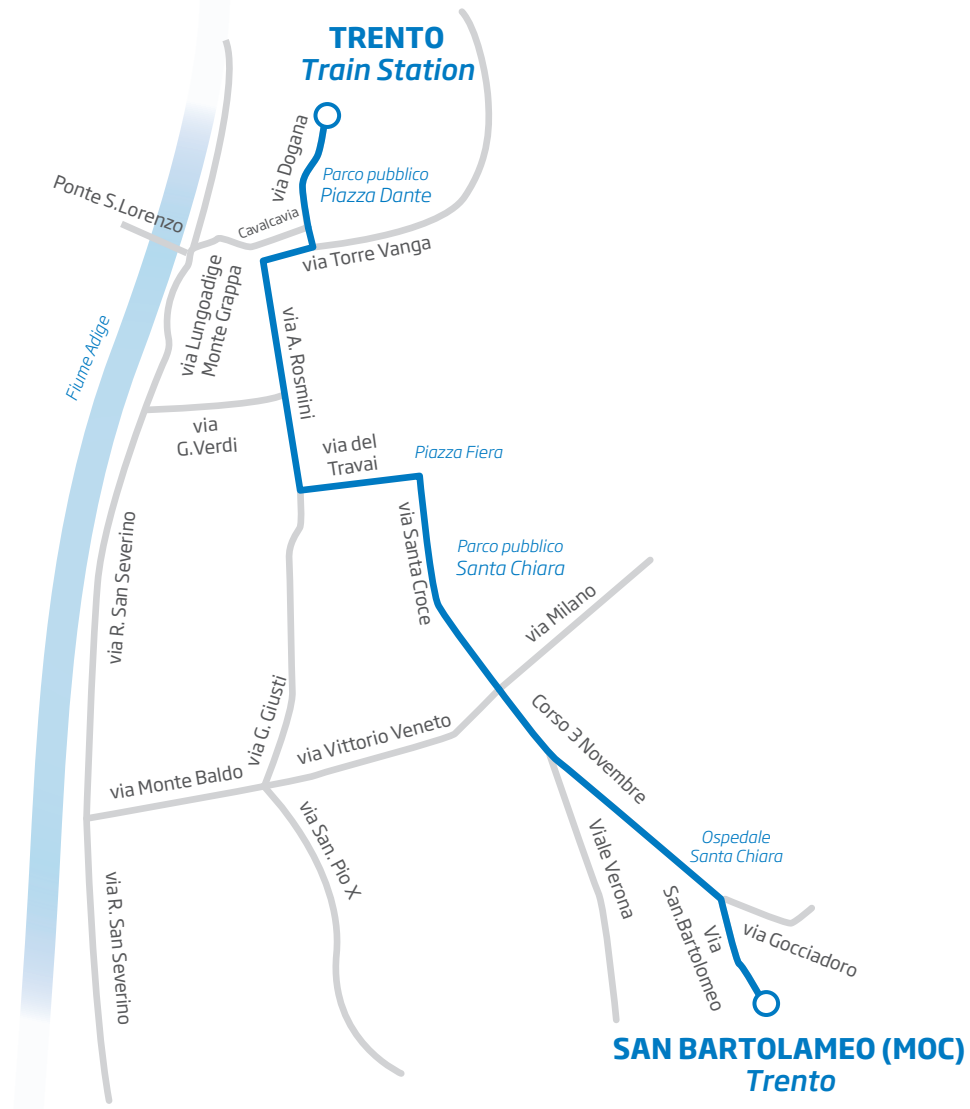 TRENTO
Train Station
via Dogana
Parco pubblico
Piazza Dante
Ponte S.Lorenzo
Cavalcavia
via Torre Vanga
via Lungoadige
Monte Grappa
Fiume Adige
via A. Rosmini
via
G.Verdi
via del
Travai
Piazza Fiera
via Santa Croce
Parco pubblico
Santa Chiara
via R. San Severino
via Milano
via G. Giusti
via Vittorio Veneto
Corso 3 Novembre
via Monte Baldo
via San. Pio X
Viale Verona
Ospedale
Santa Chiara
via R. San Severino
Via
San.Bartolomeo
via Gocciadoro
SAN BARTOLAMEO (MOC)
Trento